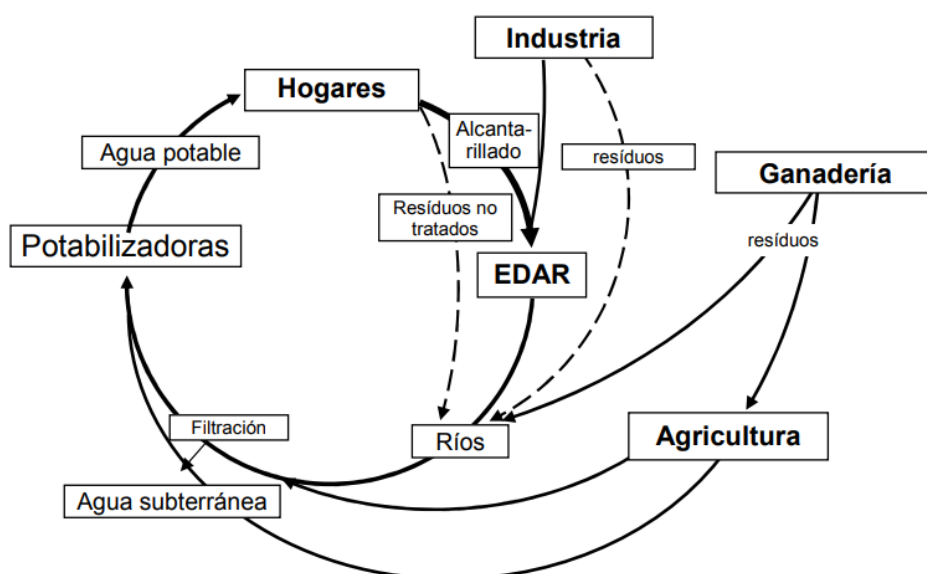 Industria
Hogares
Alcanta-
rillado
Agua potable
resíduos
Ganadería
Resíduos no
tratados
Potabilizadoras
resíduos
EDAR
Filtración
Ríos
Agricultura
Agua subterránea